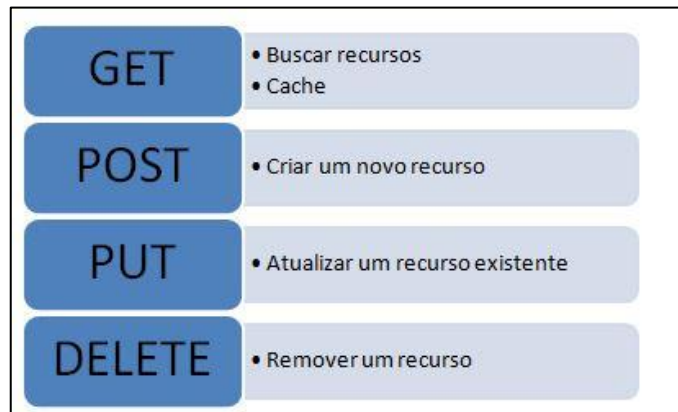 GET
• Buscar recursos
• Cache
POST
• Criar um novo recurso
PUT
• Atualizar um recurso existente
DELETE
• Remover um recurso